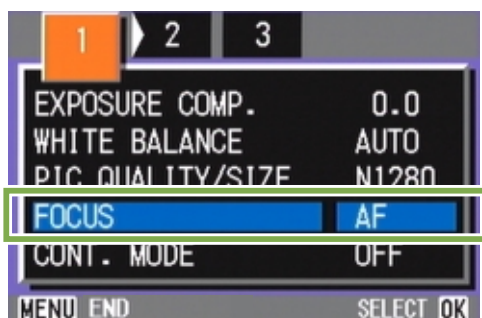 1 2 3
EXPOSURE COMP. 0.0
WHITE BALANCE AUTO
PIC QUALITY/SIZE N1280
FOCUS AF
CONT. MODE OFF
MENU END SELECT OK